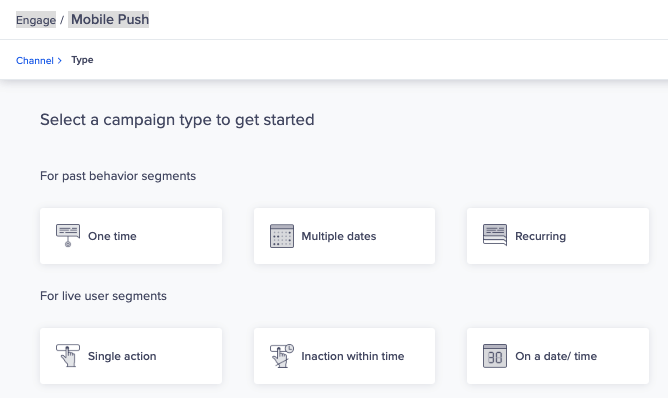 Engage / Mobile Push
Channel > Type
Select a campaign type to get started
For past behavior segments
One time Multiple dates Recurring
For live user segments
Single action Inaction within time 30 On a date/ time